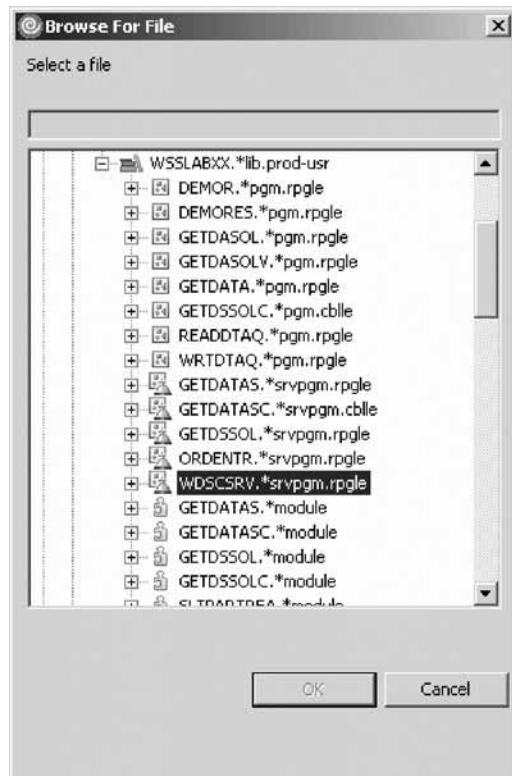 Browse For File
Select a file
WSSLABXX.*lib.prod-usr
DEMOR.*pgm.rpgle
DEMORES.*pgm.rpgle
GETDASOL.*pgm.rpgle
GETDASOLV.*pgm.rpgle
GETDATA.*pgm.rpgle
GETDSSOLC.*pgm.cblle
READDTAQ.*pgm.rpgle
WRTDTAQ.*pgm.rpgle
GETDATAS.*srvpgm.rpgle
GETDATASC.*srvpgm.cblle
GETDSSOL.*srvpgm.rpgle
ORDENTR.*srvpgm.rpgle
WDSCSRV.*srvpgm.rpgle
GETDATAS.*module
GETDATASC.*module
GETDSSOL.*module
GETDSSOLC.*module
OK Cancel